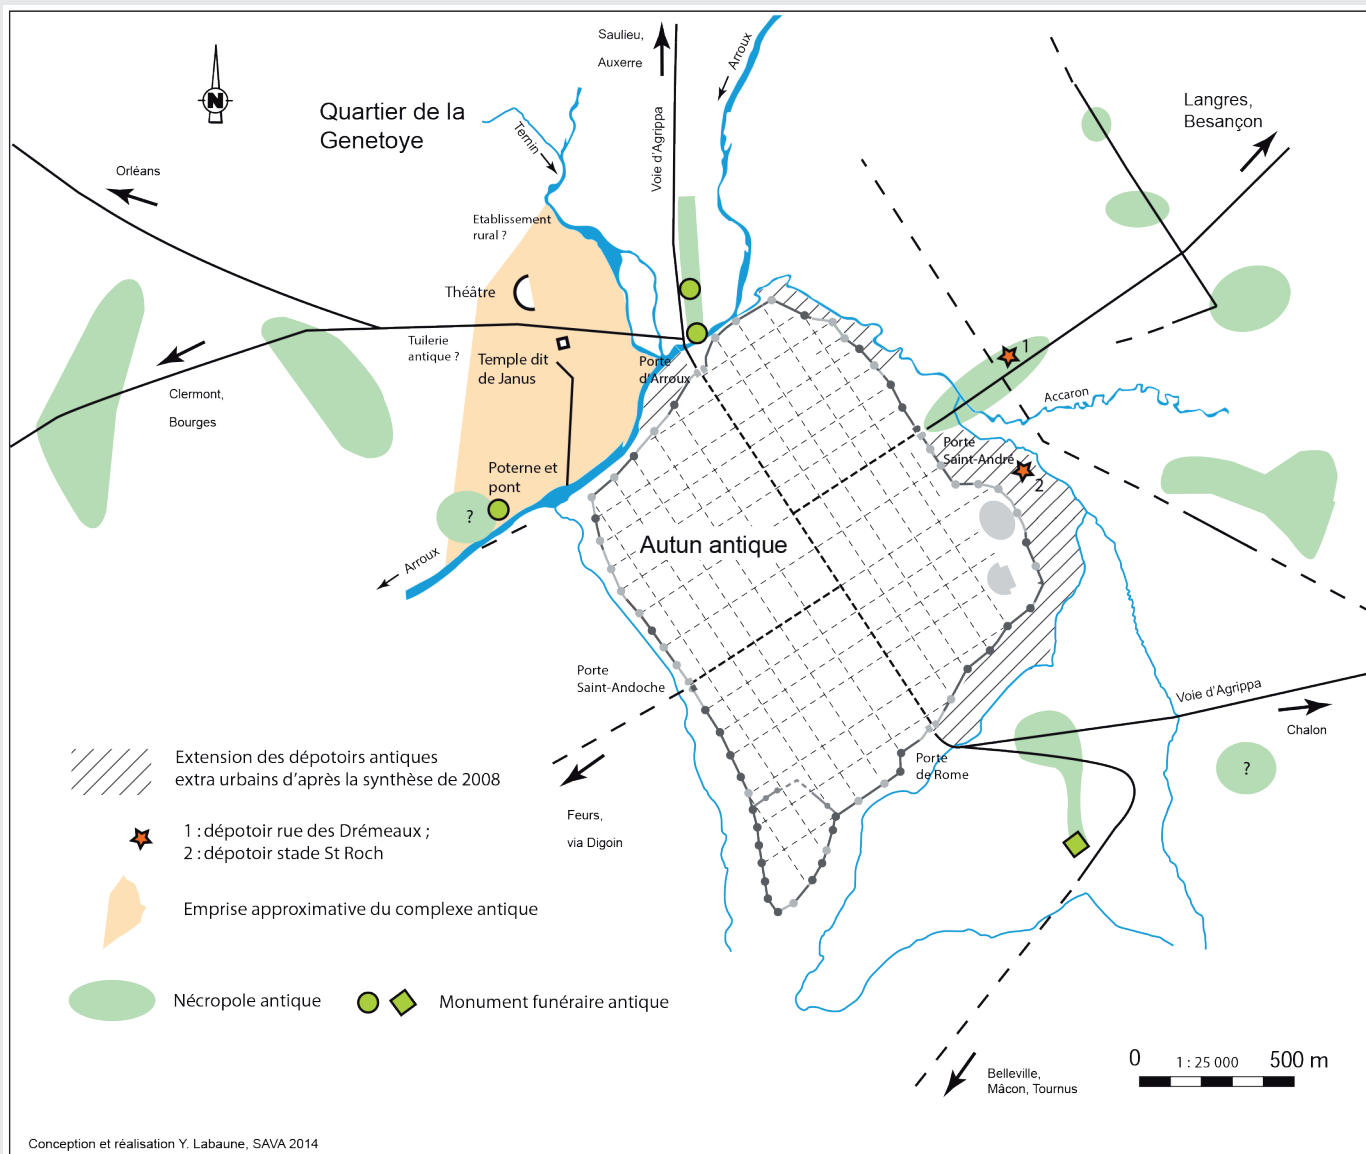 Saulieu,
Auxerre
Arroux
N
Quartier de la
Genetoye
Ternin
Voie d'Agrippa
Langres,
Besançon
Orléans
Etablissement
rural ?
Théâtre
Tuilerie
antique ?
Temple dit
de Janus
Porte
d'Arroux
1
Accaron
Clermont,
Bourges
Porte
Saint-André
2
Poterne et
pont
?
Arroux
Autun antique
Porte
Saint-Andoche
Voie d'Agrippa
Chalon
Porte
de Rome
?
Extension des dépotoirs antiques
extra urbains d'après la synthèse de 2008
Feurs,
via Digoin
1 : dépotoir rue des Drémeaux ;
2 : dépotoir stade St Roch
Emprise approximative du complexe antique
Nécropole antique
Monument funéraire antique
0 1 : 25 000 500 m
Belleville,
Mâcon, Tournus
Conception et réalisation Y. Labaune, SAVA 2014